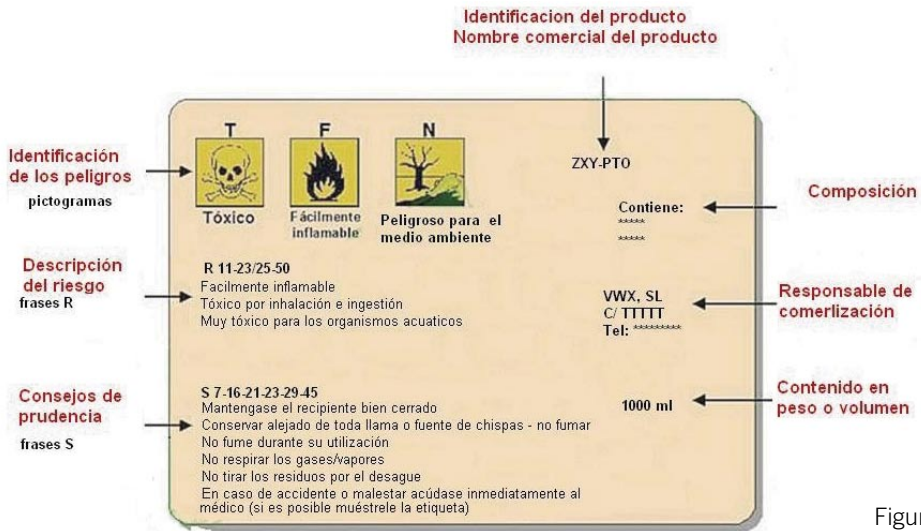 Identificacion del producto
Nombre comercial del producto
T
F
N
Tóxico
Fácilmente
inflamable
Peligroso para el
medio ambiente
ZXY-PTO
Identificación
de los peligros
pictogramas
Contiene:
*****
*****
Composición
Descripción
del riesgo
frases R
R 11-23/25-50
Facilmente inflamable
Tóxico por inhalación e ingestión
Muy tóxico para los organismos acuaticos
VWX, SL
C/ TTTTT
Tel: *********
Responsable de
comerlización
Consejos de
prudencia
frases S
S 7-16-21-23-29-45
Mantengase el recipiente bien cerrado
Conservar alejado de toda llama o fuente de chispas - no fumar
No fume durante su utilización
No respirar los gases/vapores
No tirar los residuos por el desague
En caso de accidente o malestar acúdase inmediatamente al
médico (si es posible muéstrele la etiqueta)
1000 ml
Contenido en
peso o volumen